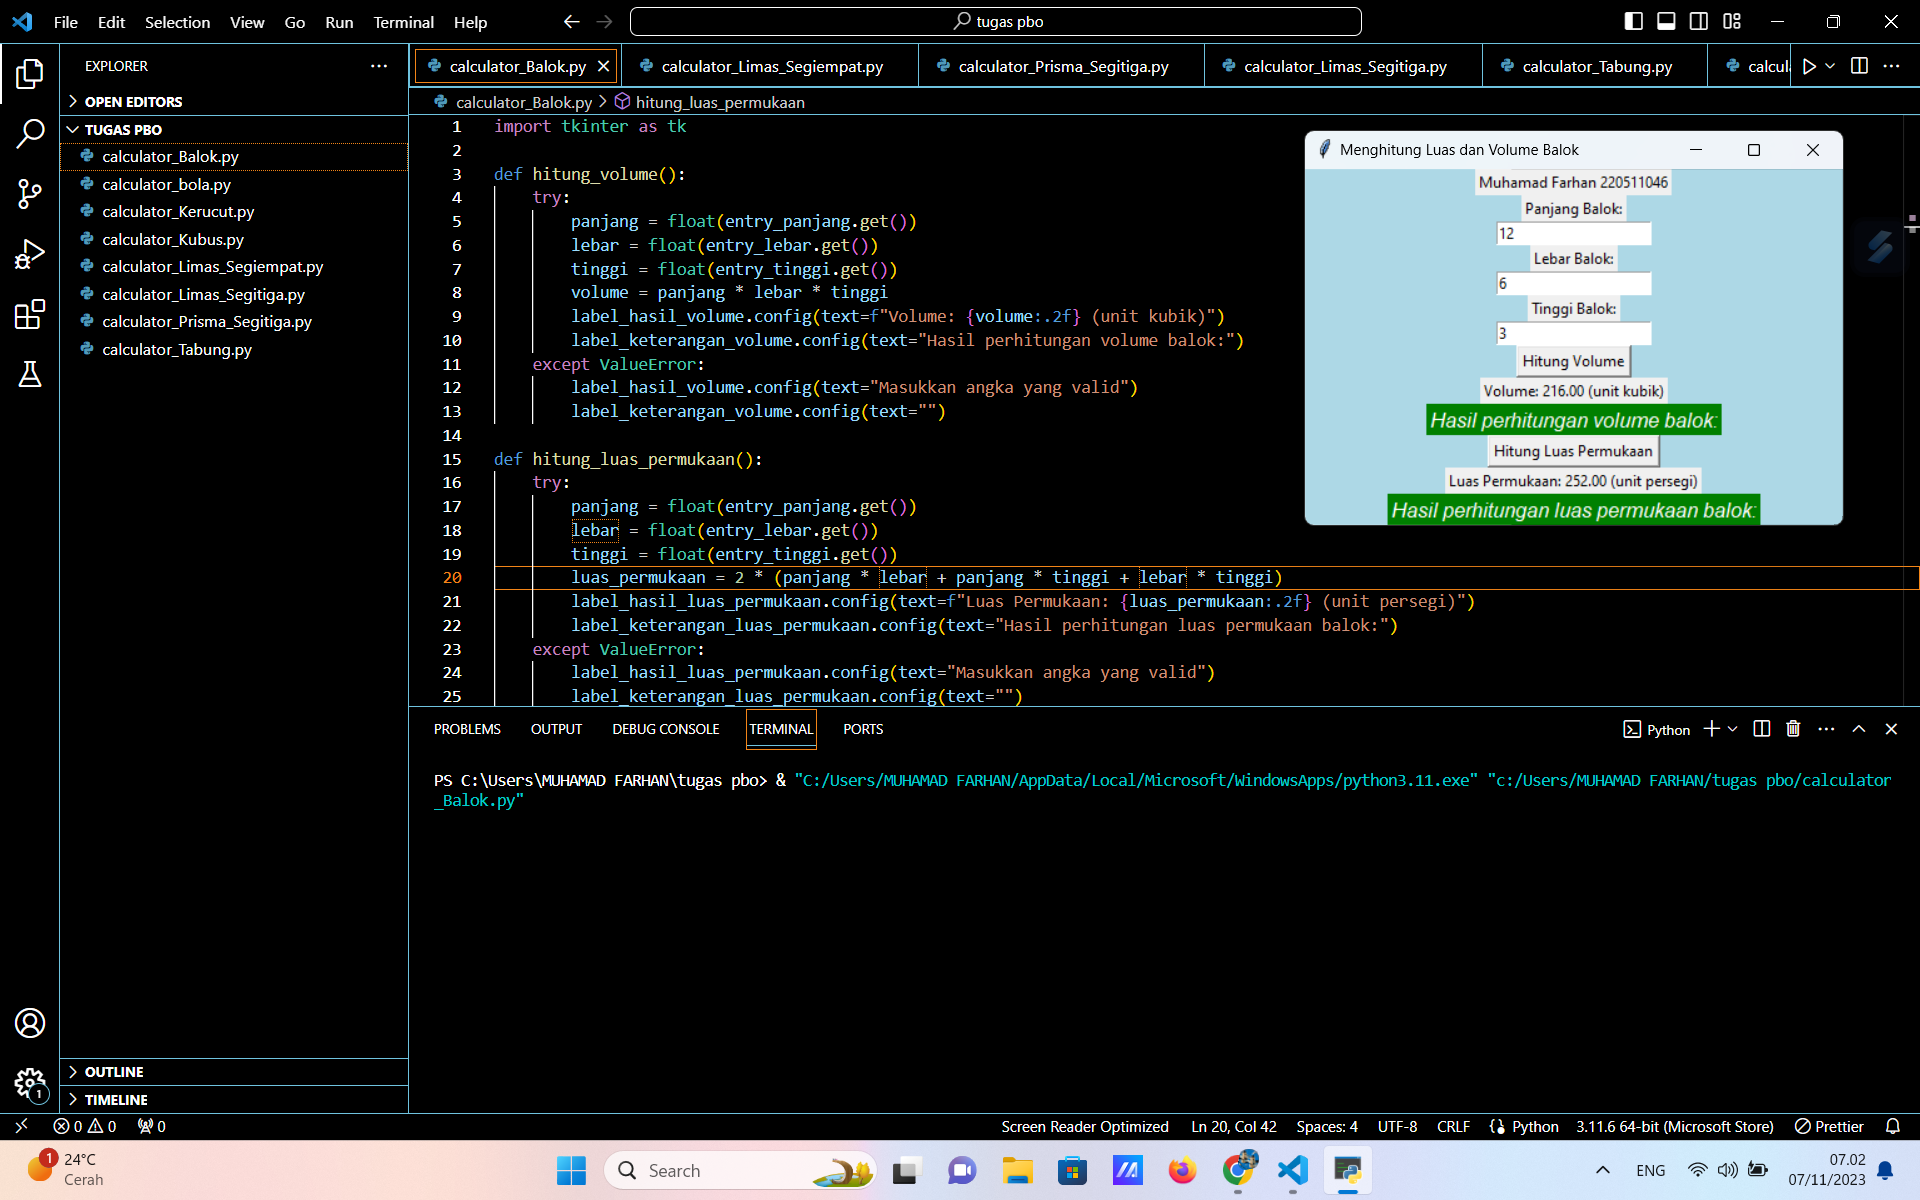 File Edit Selection View Go Run Terminal Help
tugas pbo
EXPLORER
OPEN EDITORS
TUGAS PBO
calculator_Balok.py
calculator_bola.py
calculator_Kerucut.py
calculator_Kubus.py
calculator_Limas_Segiempat.py
calculator_Limas_Segitiga.py
calculator_Prisma_Segitiga.py
calculator_Tabung.py
OUTLINE
TIMELINE
calculator_Balok.py calculator_Limas_Segiempat.py calculator_Prisma_Segitiga.py calculator_Limas_Segitiga.py calculator_Tabung.py calcul
calculator_Balok.py > hitung_luas_permukaan
1 import tkinter as tk
2
3 def hitung_volume():
4 try:
5 panjang = float(entry_panjang.get())
6 lebar = float(entry_lebar.get())
7 tinggi = float(entry_tinggi.get())
8 volume = panjang * lebar * tinggi
9 label_hasil_volume.config(text=f"Volume: {volume:.2f} (unit kubik)")
10 label_keterangan_volume.config(text="Hasil perhitungan volume balok:")
11 except ValueError:
12 label_hasil_volume.config(text="Masukkan angka yang valid")
13 label_keterangan_volume.config(text="")
14
15 def hitung_luas_permukaan():
16 try:
17 panjang = float(entry_panjang.get())
18 lebar = float(entry_lebar.get())
19 tinggi = float(entry_tinggi.get())
20 luas_permukaan = 2 * (panjang * lebar + panjang * tinggi + lebar * tinggi)
21 label_hasil_luas_permukaan.config(text=f"Luas Permukaan: {luas_permukaan:.2f} (unit persegi)")
22 label_keterangan_luas_permukaan.config(text="Hasil perhitungan luas permukaan balok:")
23 except ValueError:
24 label_hasil_luas_permukaan.config(text="Masukkan angka yang valid")
25 label_keterangan_luas_permukaan.config(text="")
Menghitung Luas dan Volume Balok
Muhamad Farhan 220511046
Panjang Balok:
12
Lebar Balok:
6
Tinggi Balok:
3
Hitung Volume
Volume: 216.00 (unit kubik)
Hasil perhitungan volume balok:
Hitung Luas Permukaan
Luas Permukaan: 252.00 (unit persegi)
Hasil perhitungan luas permukaan balok:
PROBLEMS OUTPUT DEBUG CONSOLE TERMINAL PORTS
Python
PS C:\Users\MUHAMAD FARHAN\tugas pbo> & "C:/Users/MUHAMAD FARHAN/AppData/Local/Microsoft/WindowsApps/python3.11.exe" "c:/Users/MUHAMAD FARHAN/tugas pbo/calculator
_Balok.py"
1
0 0 0
Screen Reader Optimized Ln 20, Col 42 Spaces: 4 UTF-8 CRLF Python 3.11.6 64-bit (Microsoft Store) Prettier
1
24°C
Cerah
Search
ENG
07.02
07/11/2023